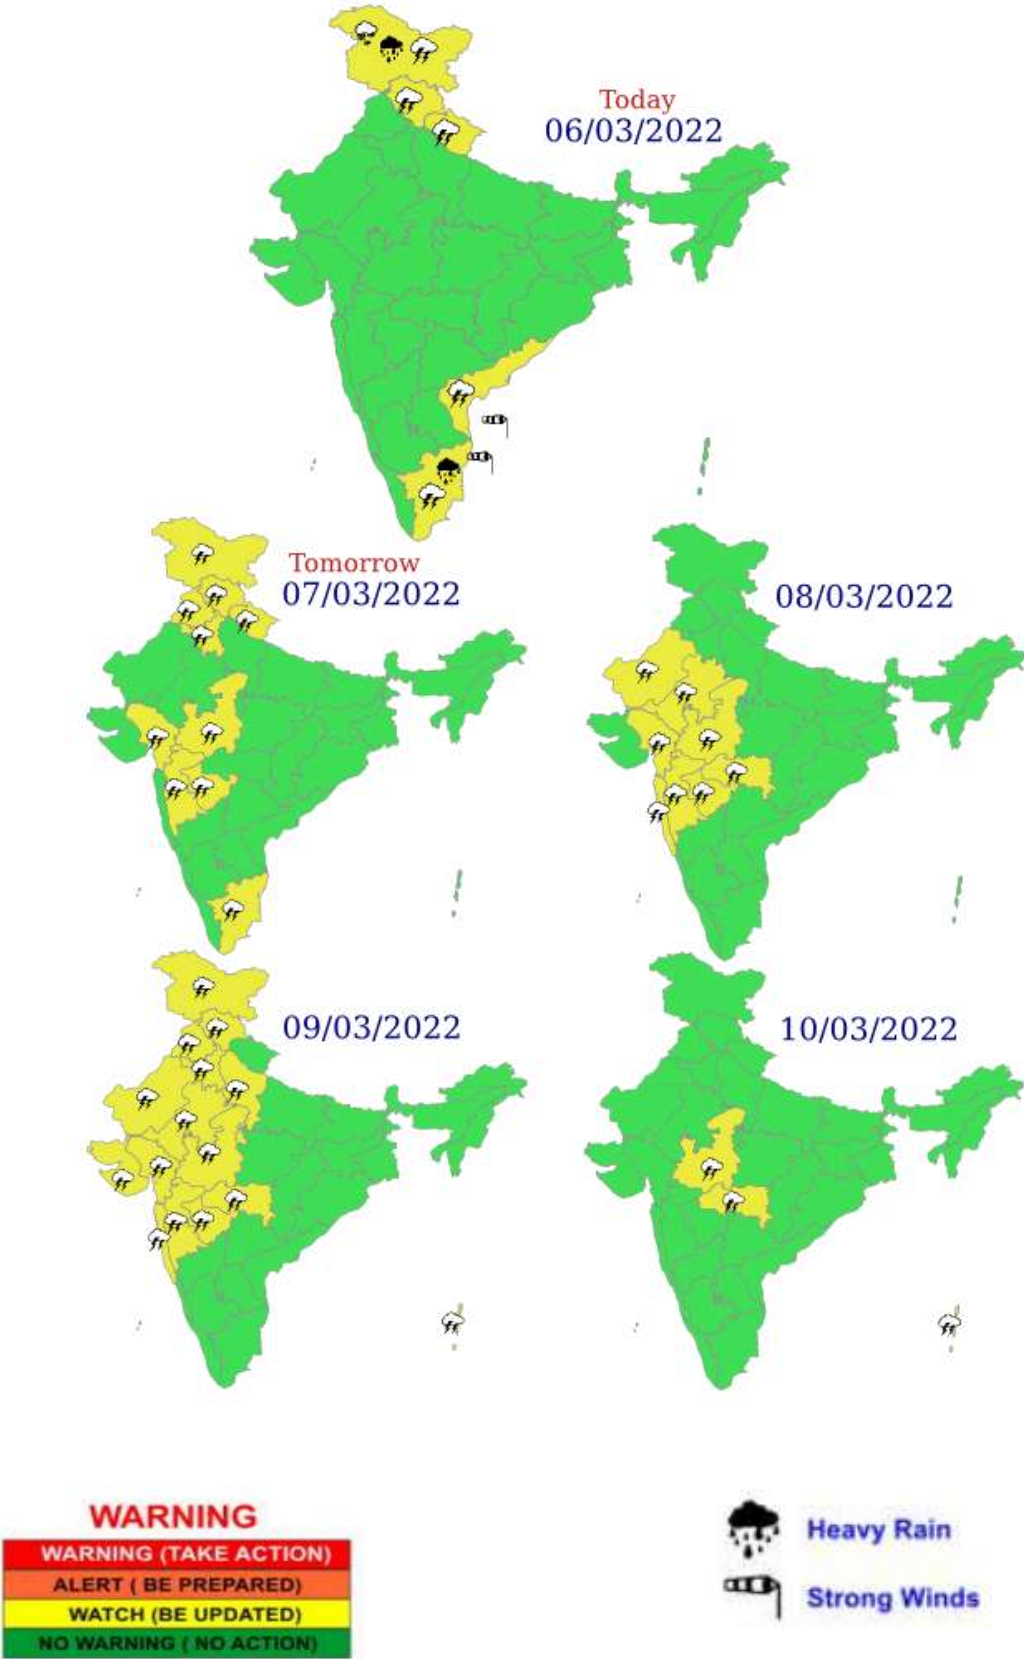 Today
06/03/2022
Tomorrow
07/03/2022
08/03/2022
09/03/2022
10/03/2022
WARNING
WARNING (TAKE ACTION)
ALERT ( BE PREPARED)
WATCH (BE UPDATED)
NO WARNING ( NO ACTION)
Heavy Rain
Strong Winds